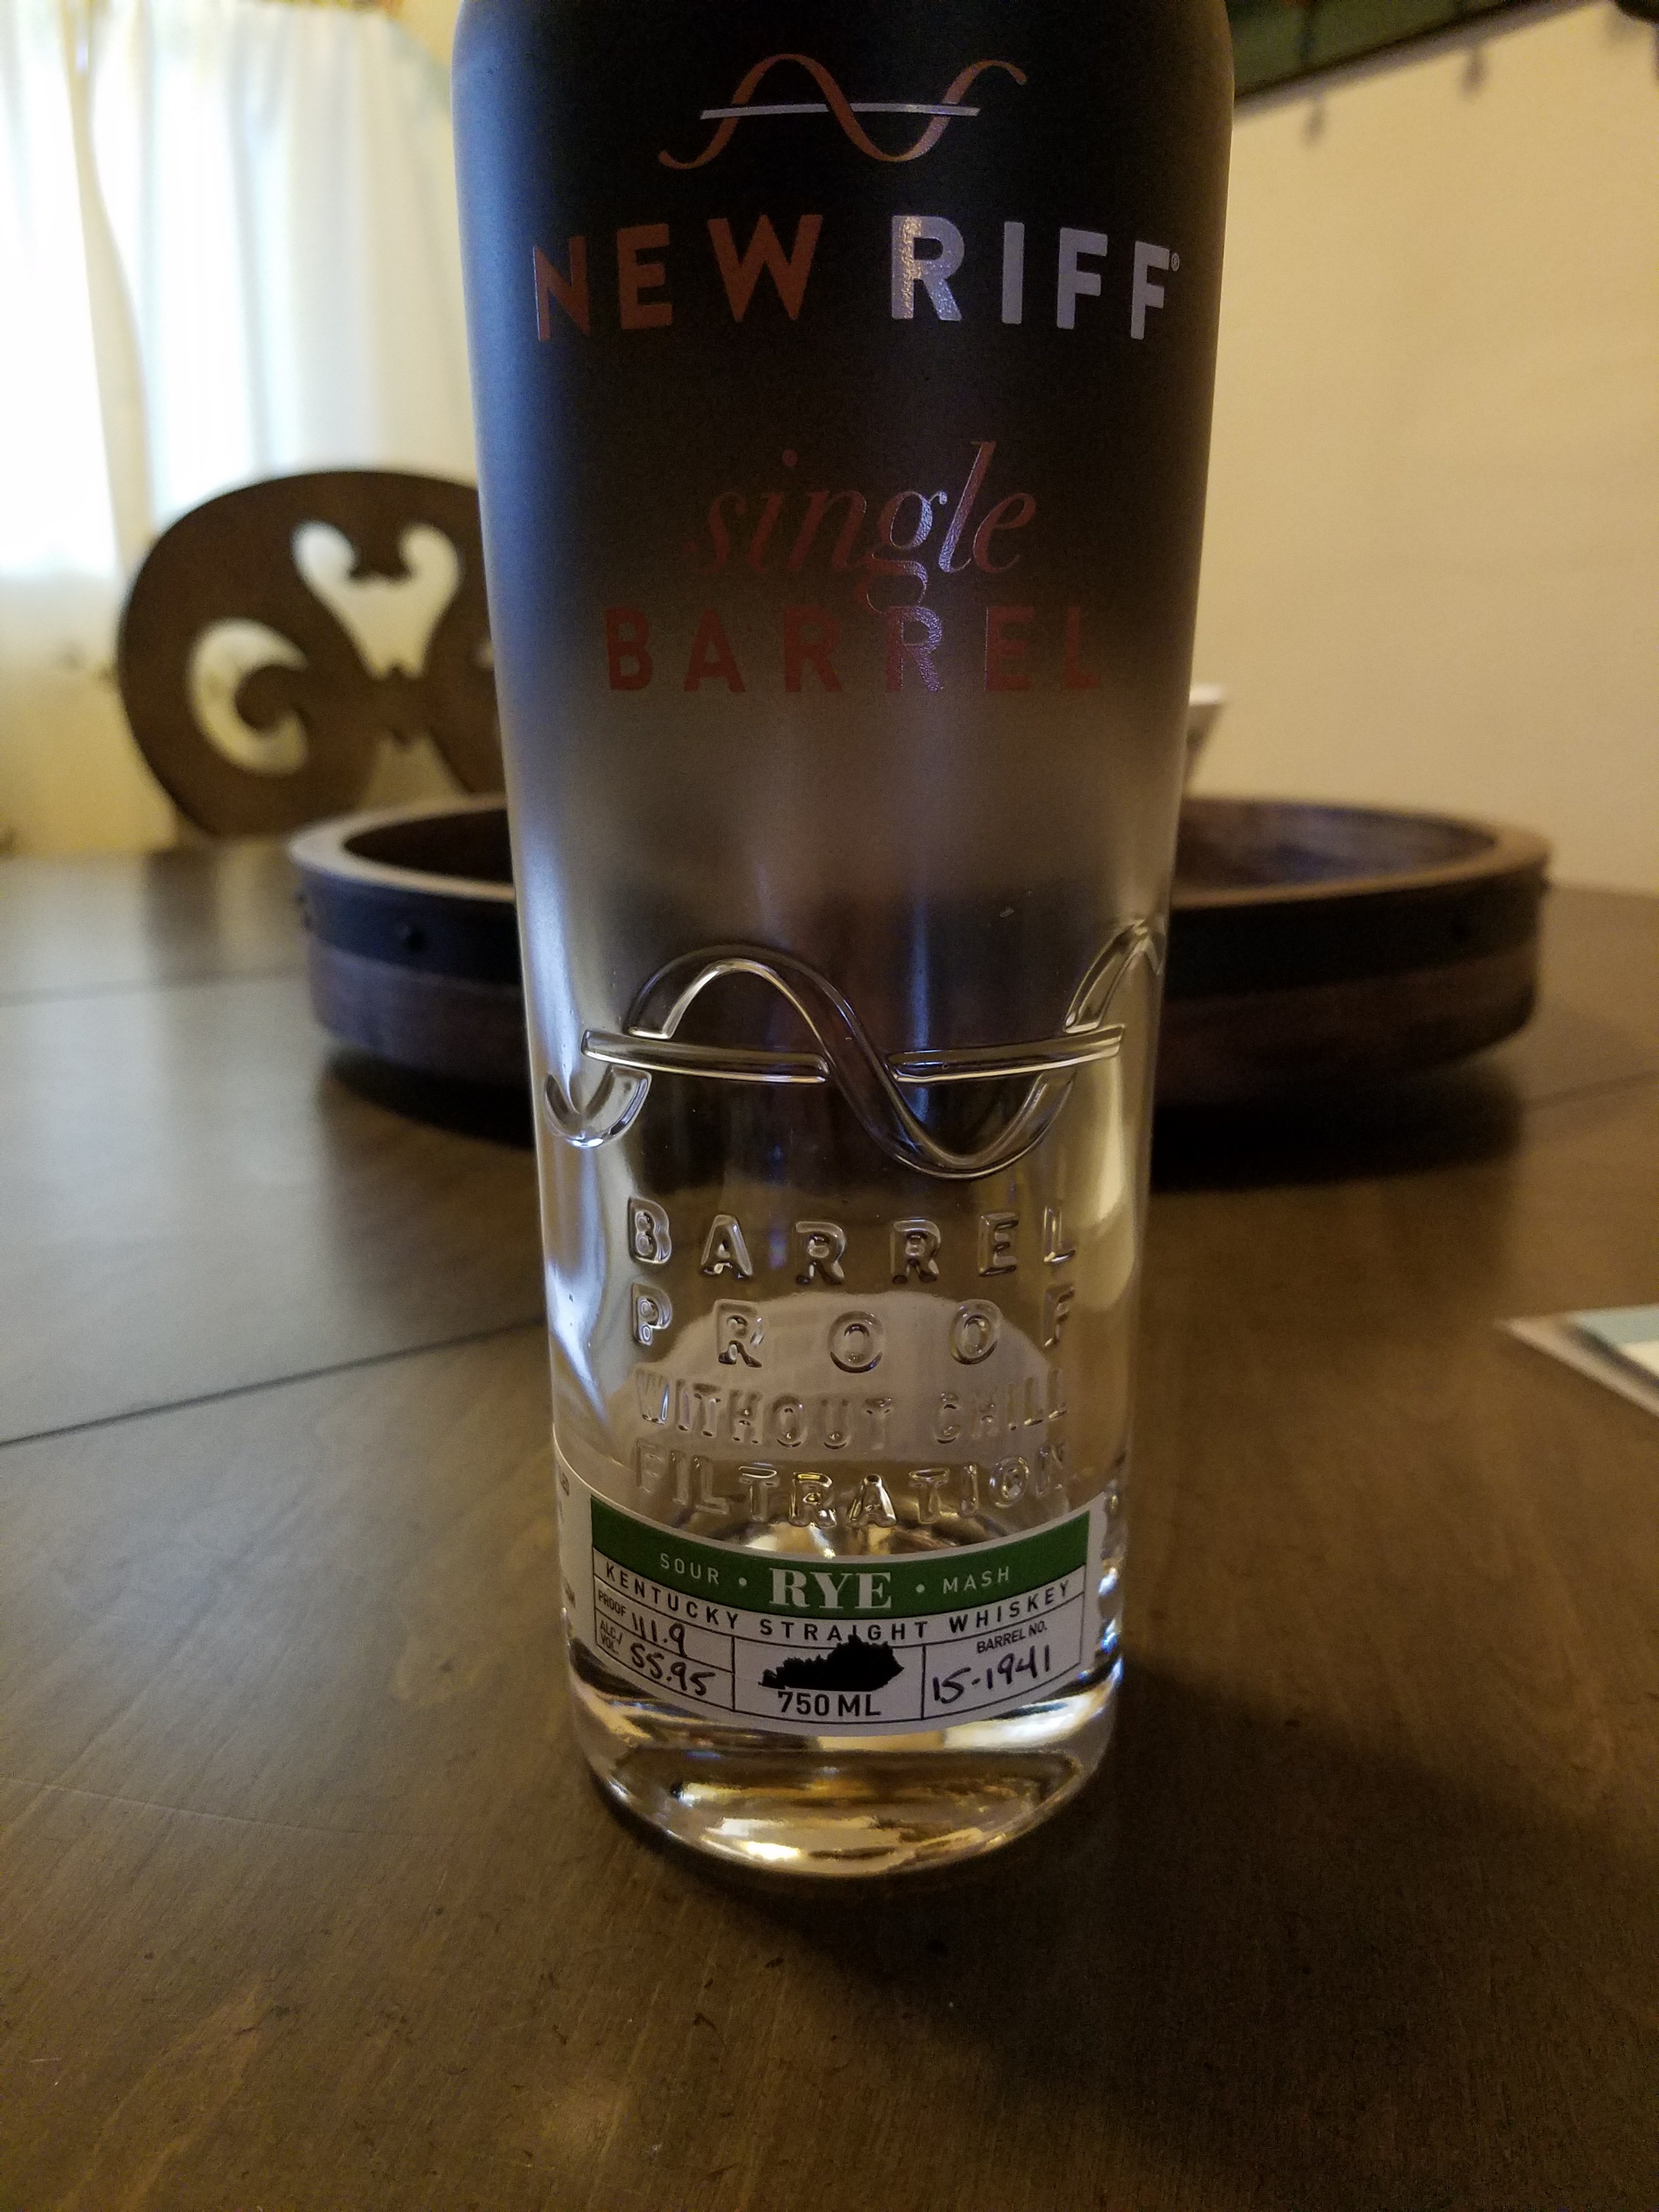 NEW RIFF®
single
BARREL
BARREL
PROOF
WITHOUT CHILL
FILTRATION
SOUR • RYE • MASH
KENTUCKY STRAIGHT WHISKEY
PROOF 111.9
ALC./VOL. 55.95
750 ML
BARREL NO.
15-1941